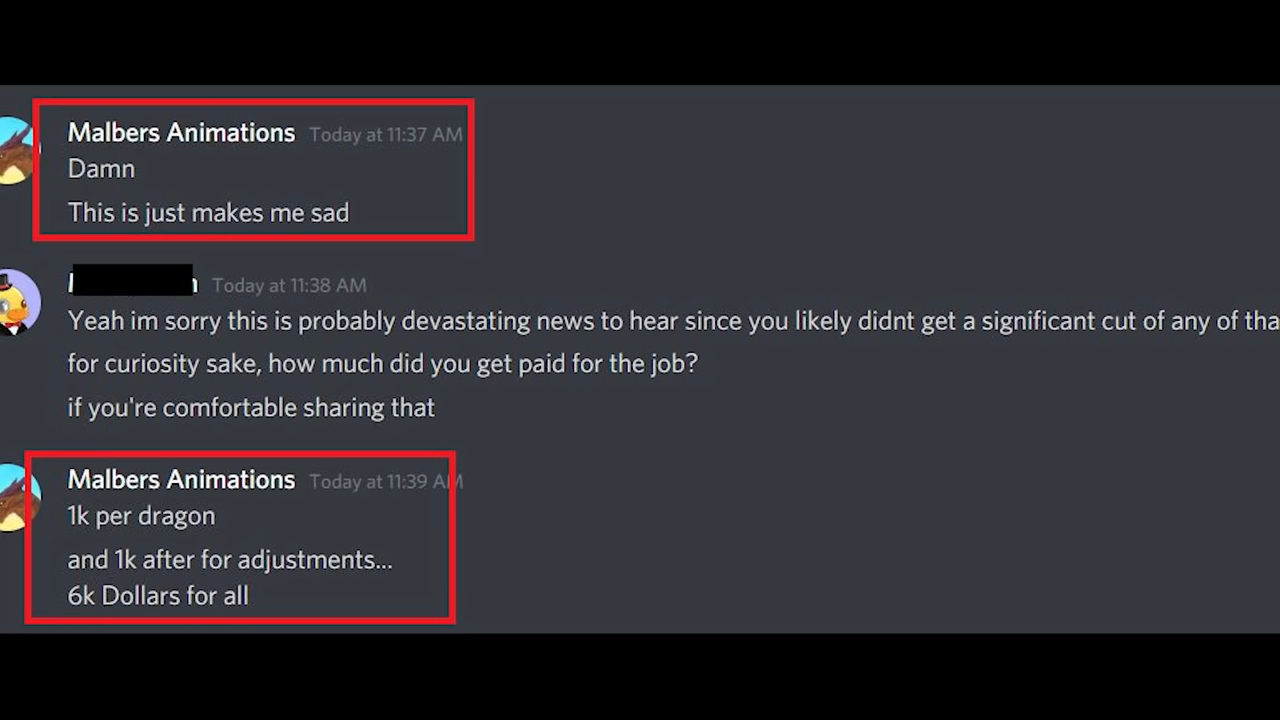 Malbers Animations Today at 11:37 AM
Damn
This is just makes me sad
Today at 11:38 AM
Yeah im sorry this is probably devastating news to hear since you likely didnt get a significant cut of any of tha
for curiosity sake, how much did you get paid for the job?
if you're comfortable sharing that
Malbers Animations Today at 11:39 AM
1k per dragon
and 1k after for adjustments...
6k Dollars for all